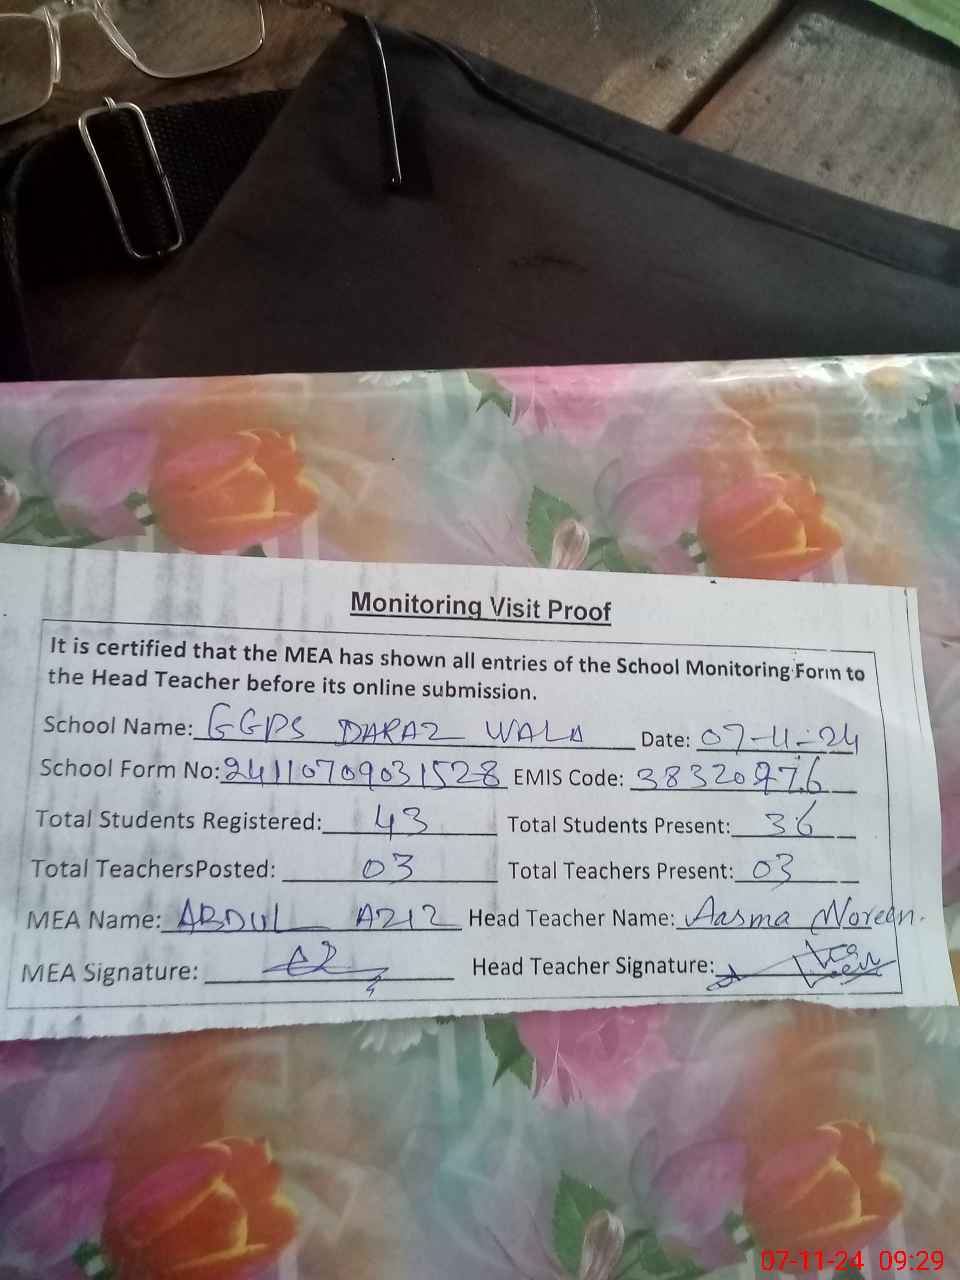 Monitoring Visit Proof
It is certified that the MEA has shown all entries of the School Monitoring Form to
the Head Teacher before its online submission.
School Name: GGPS DARAZ WALA Date: 07-11-24
School Form No: 24110709031528 EMIS Code: 38320976
Total Students Registered: 43 Total Students Present: 36
Total TeachersPosted: 03 Total Teachers Present: 03
MEA Name: ABDUL AZIZ Head Teacher Name: Aasma Noreen.
MEA Signature: Head Teacher Signature:
07-11-24 09:29